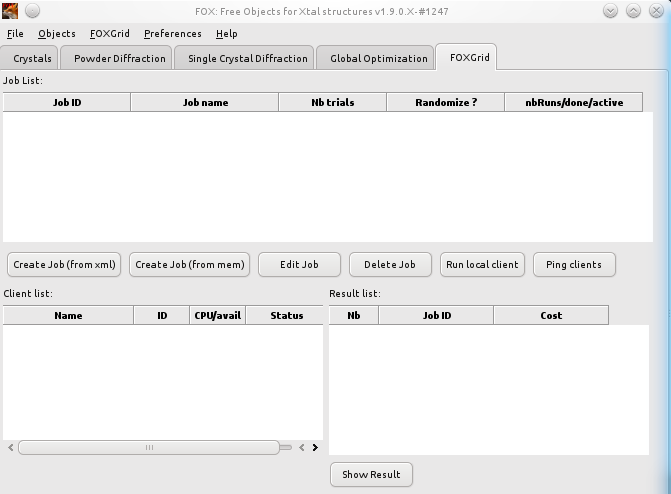 FOX: Free Objects for Xtal structures v1.9.0.X-#1247
File Objects FOXGrid Preferences Help
Crystals Powder Diffraction Single Crystal Diffraction Global Optimization FOXGrid
Job List:
Job ID Job name Nb trials Randomize ? nbRuns/done/active
Create Job (from xml) Create Job (from mem) Edit Job Delete Job Run local client Ping clients
Client list: Result list:
Name ID CPU/avail Status Nb Job ID Cost
Show Result